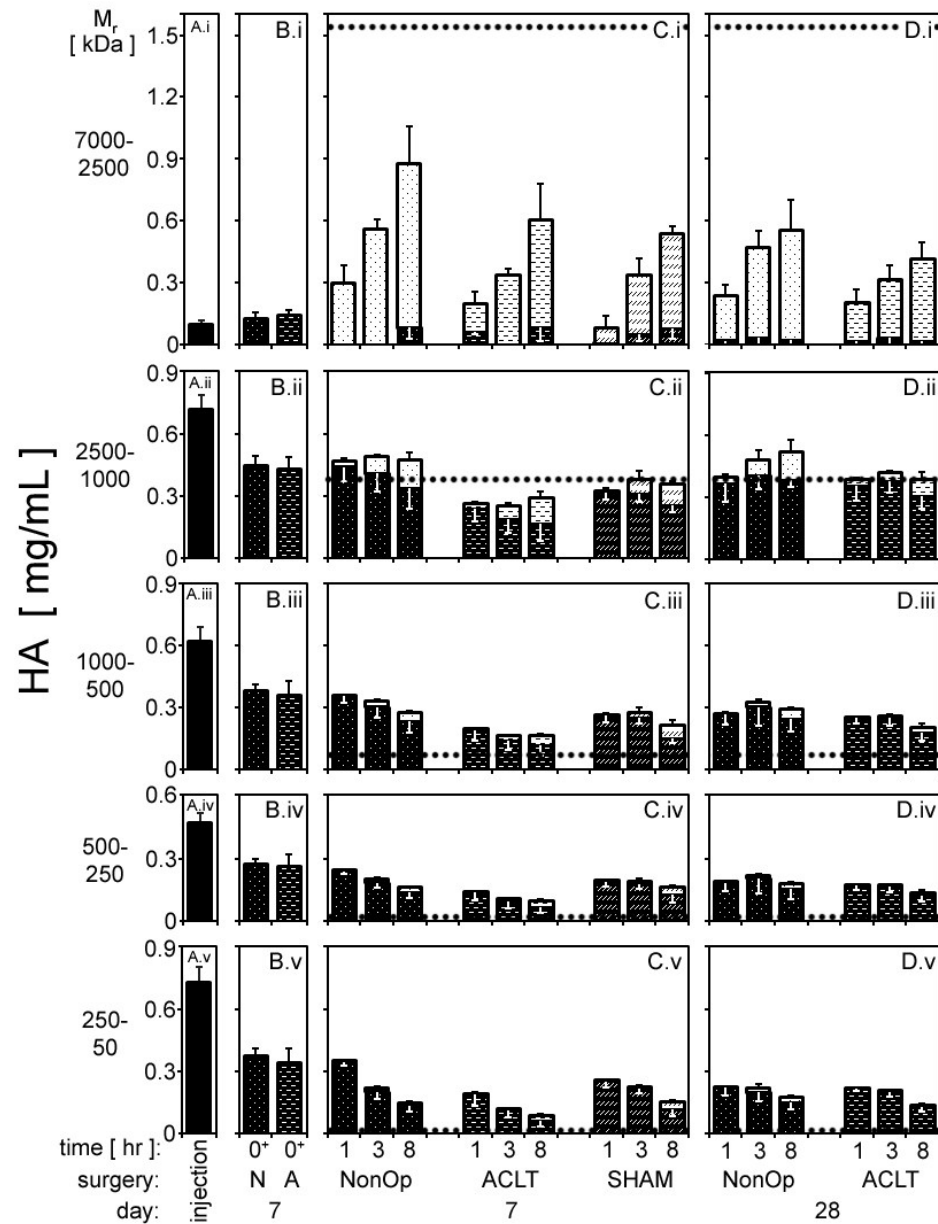 Mr
[ kDa ]
HA [ mg/mL ]
7000-
2500
1.5
1.2
0.9
0.6
0.3
0
A.i
B.i
C.i
D.i
2500-
1000
0.9
0.6
0.3
0
A.ii
B.ii
C.ii
D.ii
1000-
500
0.9
0.6
0.3
0
A.iii
B.iii
C.iii
D.iii
500-
250
0.6
0.3
0
A.iv
B.iv
C.iv
D.iv
250-
50
0.9
0.6
0.3
0
A.v
B.v
C.v
D.v
time [ hr ]: 0+ 0+ 1 3 8 1 3 8 1 3 8 1 3 8 1 3 8
surgery: N A NonOp ACLT SHAM NonOp ACLT
day: 7 7 28
injection